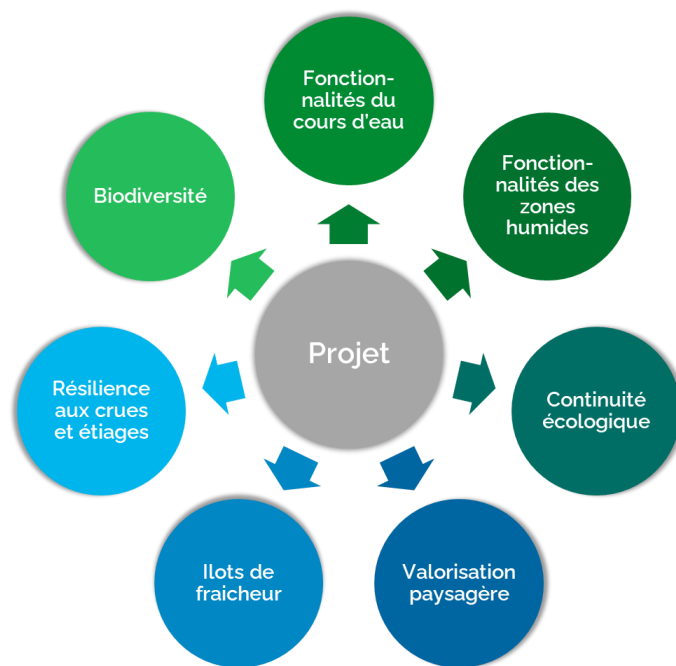 Fonction-
nalités du
cours d'eau
Fonction-
nalités des
zones
humides
Continuité
écologique
Valorisation
paysagère
Ilots de
fraicheur
Résilience
aux crues
et étiages
Biodiversité
Projet